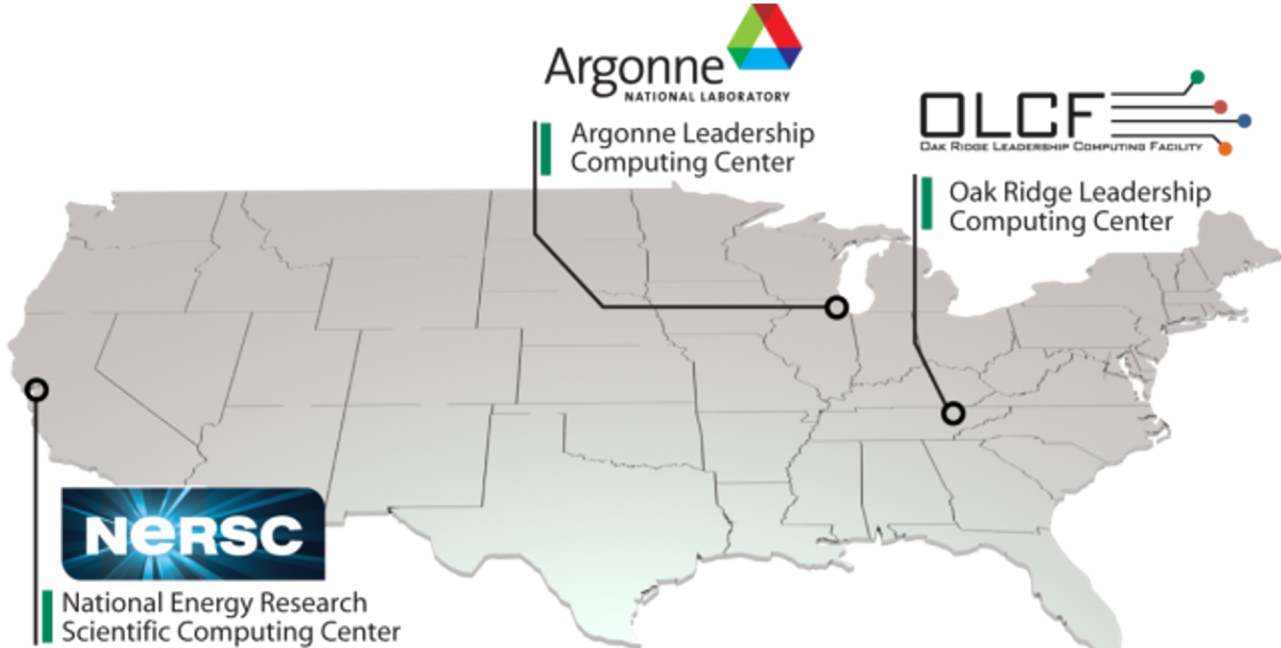 Argonne
NATIONAL LABORATORY
Argonne Leadership
Computing Center
OLCF
OAK RIDGE LEADERSHIP COMPUTING FACILITY
Oak Ridge Leadership
Computing Center
NERSC
National Energy Research
Scientific Computing Center